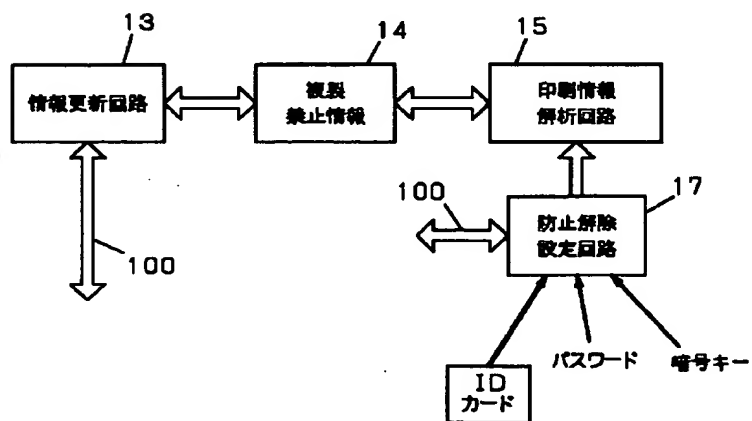 13
14
15
情報更新回路
複製
禁止情報
印刷情報
解析回路
100
100
17
防止解除
設定回路
パスワード
暗号キー
ID
カード